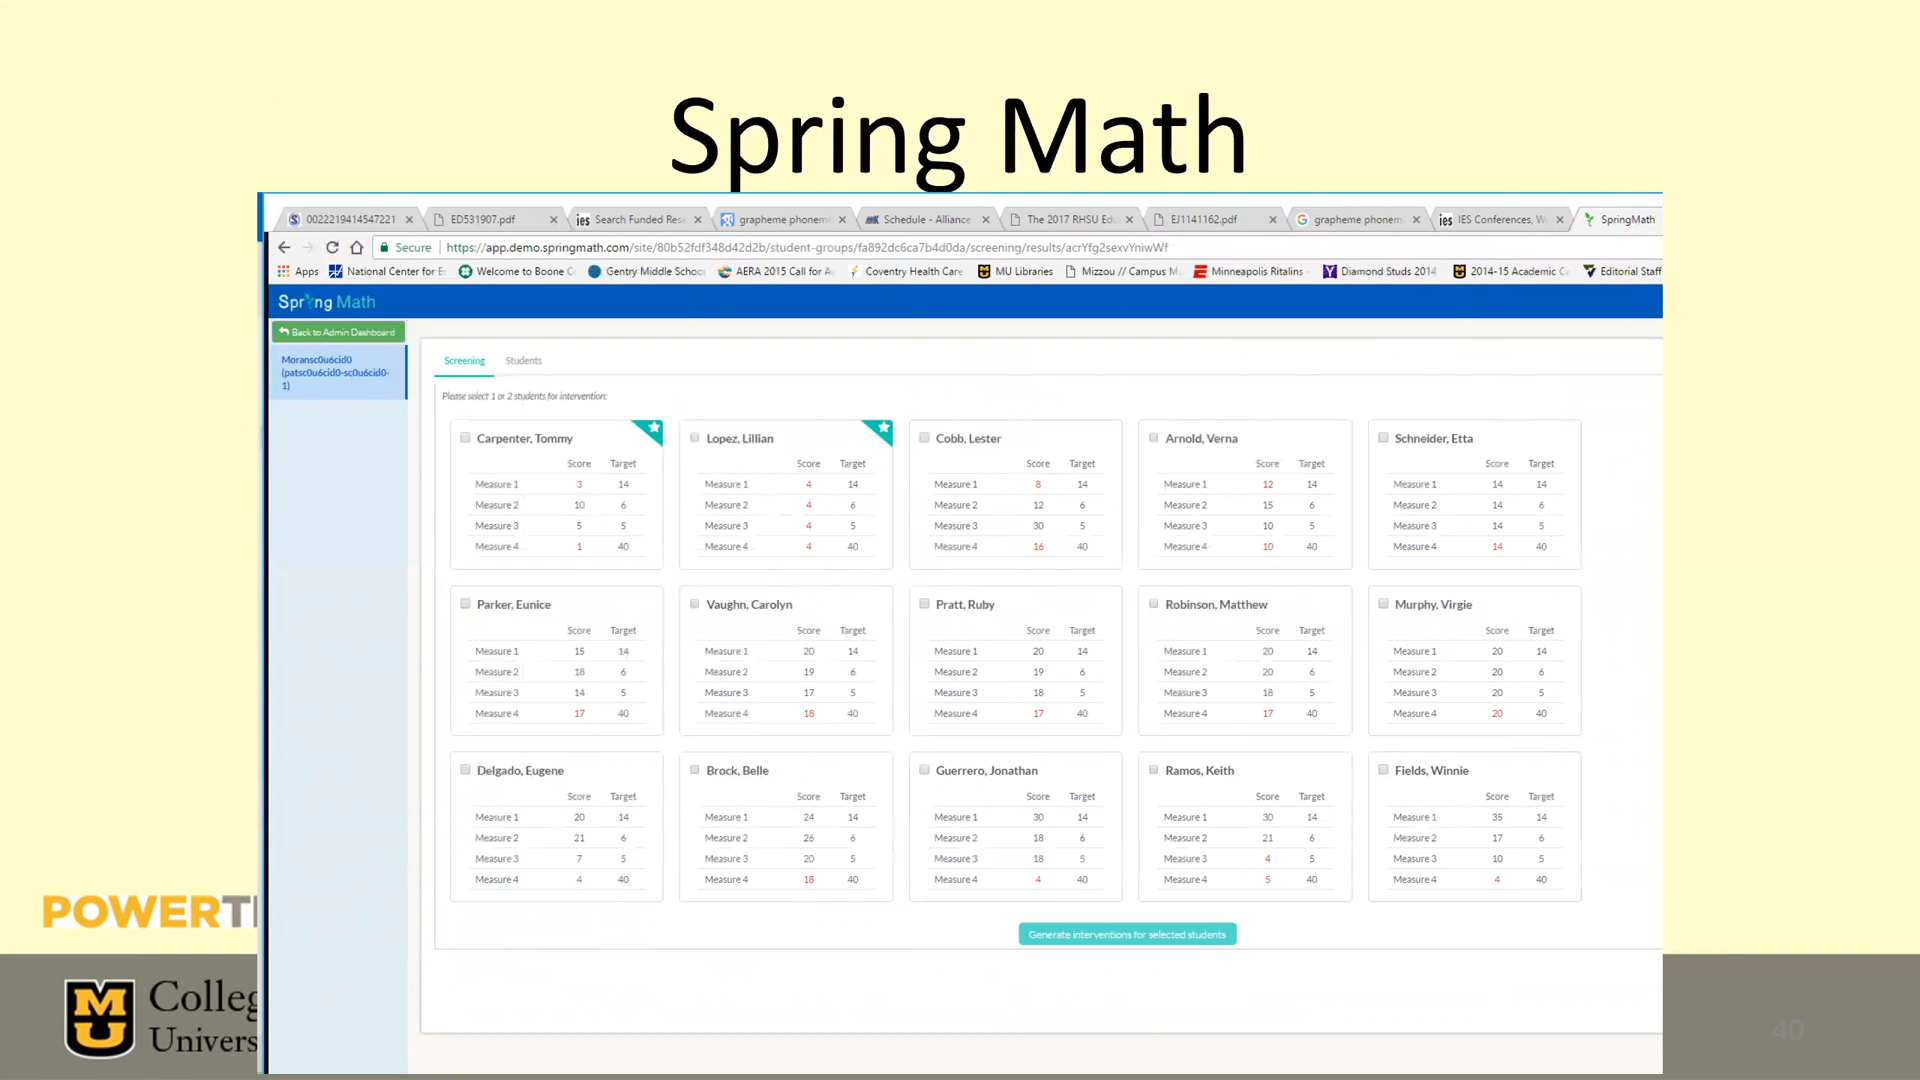 Spring Math
0022219414547221
ED531907.pdf
ies Search Funded Rese
grapheme phonem
Schedule - Alliance
The 2017 RHSU Edu
EJ1141162.pdf
grapheme phonem
ies IES Conferences, W
SpringMath
Secure https://app.demo.springmath.com/site/80b52fdf348d42d2b/student-groups/fa892dc6ca7b4d0da/screening/results/acrYfg2sexvYniwWf
Apps National Center for E Welcome to Boone C Gentry Middle Schoo AERA 2015 Call for A Coventry Health Care MU Libraries Mizzou // Campus M Minneapolis Ritalins Diamond Studs 2014 2014-15 Academic C Editorial Staff
Spring Math
Back to Admin Dashboard
Moransc0u6cid0
(patsc0u6cid0-sc0u6cid0-
1)
Screening Students
Please select 1 or 2 students for intervention:
Carpenter, Tommy
Score Target
Measure 1 3 14
Measure 2 10 6
Measure 3 5 5
Measure 4 1 40
Lopez, Lillian
Score Target
Measure 1 4 14
Measure 2 4 6
Measure 3 4 5
Measure 4 4 40
Cobb, Lester
Score Target
Measure 1 8 14
Measure 2 12 6
Measure 3 30 5
Measure 4 16 40
Arnold, Verna
Score Target
Measure 1 12 14
Measure 2 15 6
Measure 3 10 5
Measure 4 10 40
Schneider, Etta
Score Target
Measure 1 14 14
Measure 2 14 6
Measure 3 14 5
Measure 4 14 40
Parker, Eunice
Score Target
Measure 1 15 14
Measure 2 18 6
Measure 3 14 5
Measure 4 17 40
Vaughn, Carolyn
Score Target
Measure 1 20 14
Measure 2 19 6
Measure 3 17 5
Measure 4 18 40
Pratt, Ruby
Score Target
Measure 1 20 14
Measure 2 19 6
Measure 3 18 5
Measure 4 17 40
Robinson, Matthew
Score Target
Measure 1 20 14
Measure 2 20 6
Measure 3 18 5
Measure 4 17 40
Murphy, Virgie
Score Target
Measure 1 20 14
Measure 2 20 6
Measure 3 20 5
Measure 4 20 40
Delgado, Eugene
Score Target
Measure 1 20 14
Measure 2 21 6
Measure 3 7 5
Measure 4 4 40
Brock, Belle
Score Target
Measure 1 24 14
Measure 2 26 6
Measure 3 20 5
Measure 4 18 40
Guerrero, Jonathan
Score Target
Measure 1 30 14
Measure 2 18 6
Measure 3 18 5
Measure 4 4 40
Ramos, Keith
Score Target
Measure 1 30 14
Measure 2 21 6
Measure 3 4 5
Measure 4 5 40
Fields, Winnie
Score Target
Measure 1 35 14
Measure 2 17 6
Measure 3 10 5
Measure 4 4 40
Generate interventions for selected students
POWERT
MU
Colleg
Univers
40